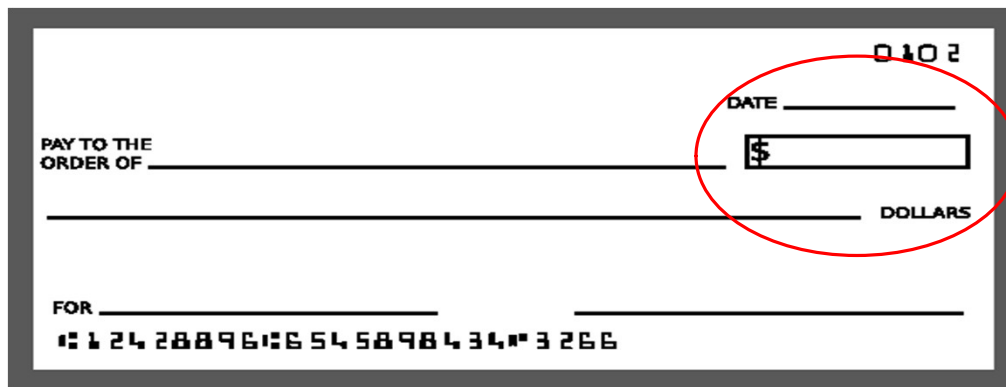 0102
DATE
PAY TO THE
ORDER OF
$
DOLLARS
FOR
⑆124288961⑆6545898434⑈3266